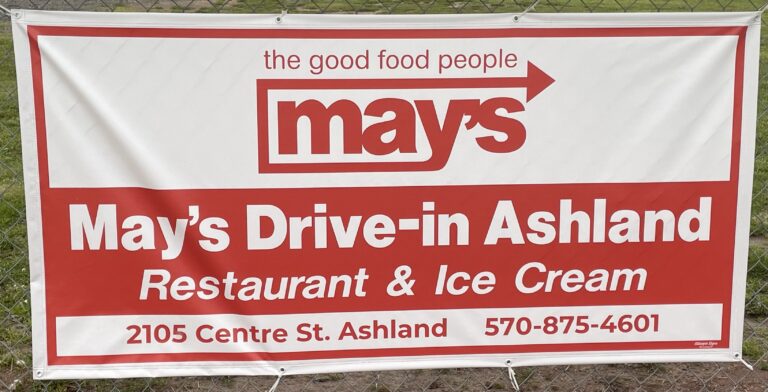 the good food people
may's
May's Drive-in Ashland
Restaurant & Ice Cream
2105 Centre St. Ashland 570-875-4601